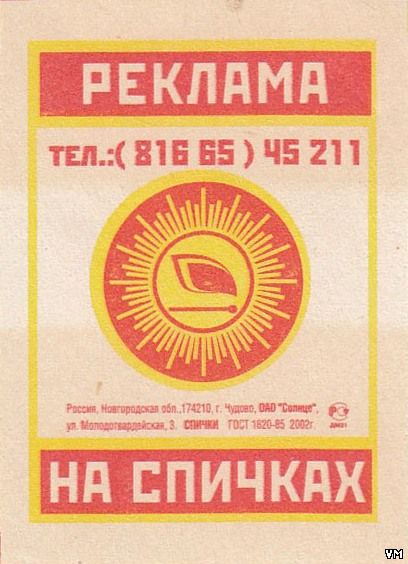 РЕКЛАМА
ТЕЛ.:( 816 65 ) 45 211
Россия, Новгородская обл.,174210, г. Чудово, ОАО "Солнце",
ул. Молодогвардейская, 3. СПИЧКИ ГОСТ 1820-85 2002г.
НА СПИЧКАХ
VM